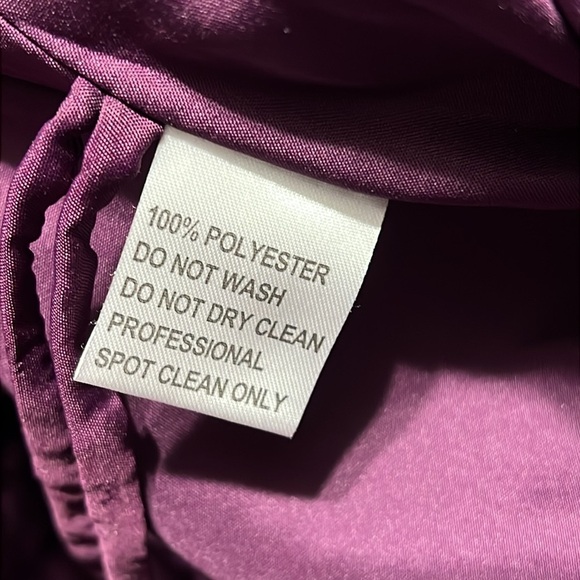 100% POLYESTER
DO NOT WASH
DO NOT DRY CLEAN
PROFESSIONAL
SPOT CLEAN ONLY